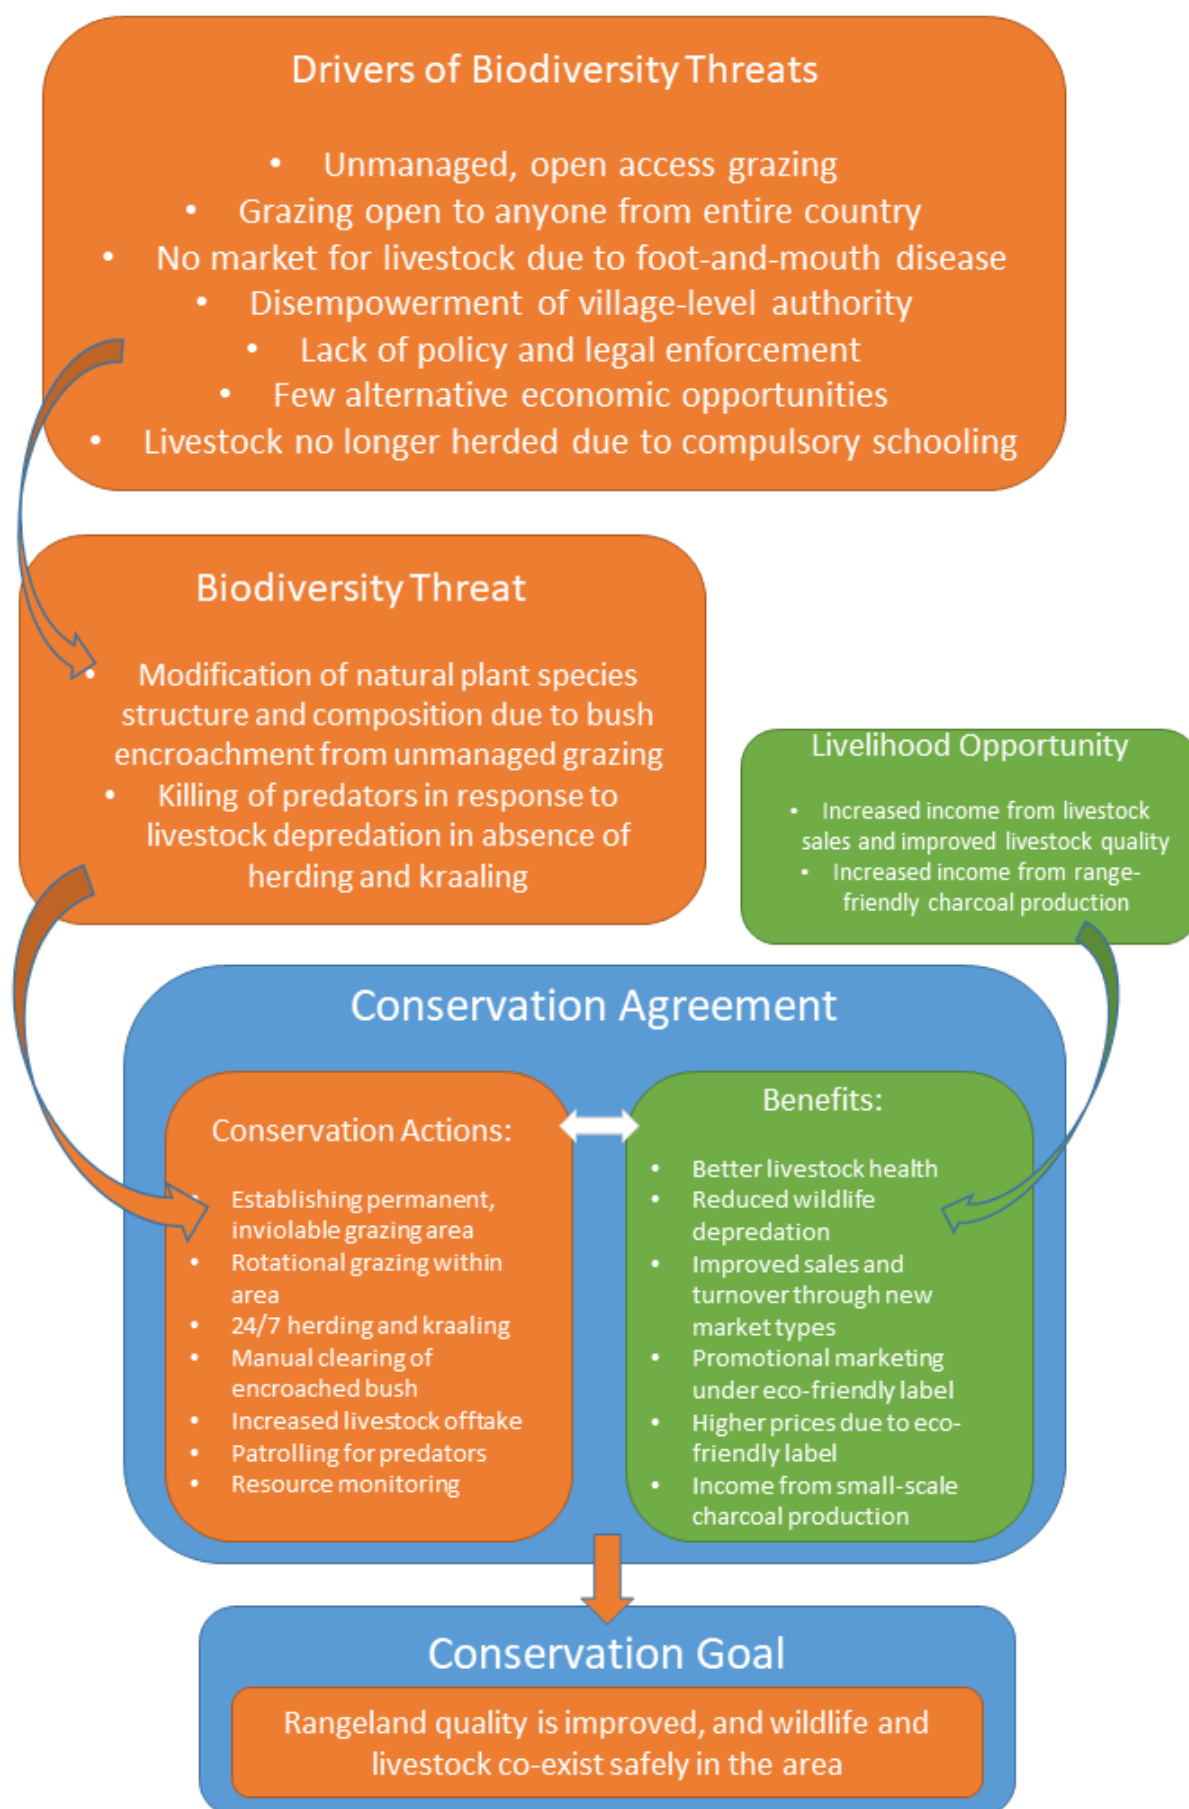 Drivers of Biodiversity Threats
• Unmanaged, open access grazing
• Grazing open to anyone from entire country
• No market for livestock due to foot-and-mouth disease
• Disempowerment of village-level authority
• Lack of policy and legal enforcement
• Few alternative economic opportunities
• Livestock no longer herded due to compulsory schooling
Biodiversity Threat
• Modification of natural plant species
structure and composition due to bush
encroachment from unmanaged grazing
• Killing of predators in response to
livestock depredation in absence of
herding and kraaling
Livelihood Opportunity
• Increased income from livestock
sales and improved livestock quality
• Increased income from range-
friendly charcoal production
Conservation Agreement
Conservation Actions:
• Establishing permanent,
inviolable grazing area
• Rotational grazing within
area
• 24/7 herding and kraaling
• Manual clearing of
encroached bush
• Increased livestock offtake
• Patrolling for predators
• Resource monitoring
Benefits:
• Better livestock health
• Reduced wildlife
depredation
• Improved sales and
turnover through new
market types
• Promotional marketing
under eco-friendly label
• Higher prices due to eco-
friendly label
• Income from small-scale
charcoal production
Conservation Goal
Rangeland quality is improved, and wildlife and
livestock co-exist safely in the area